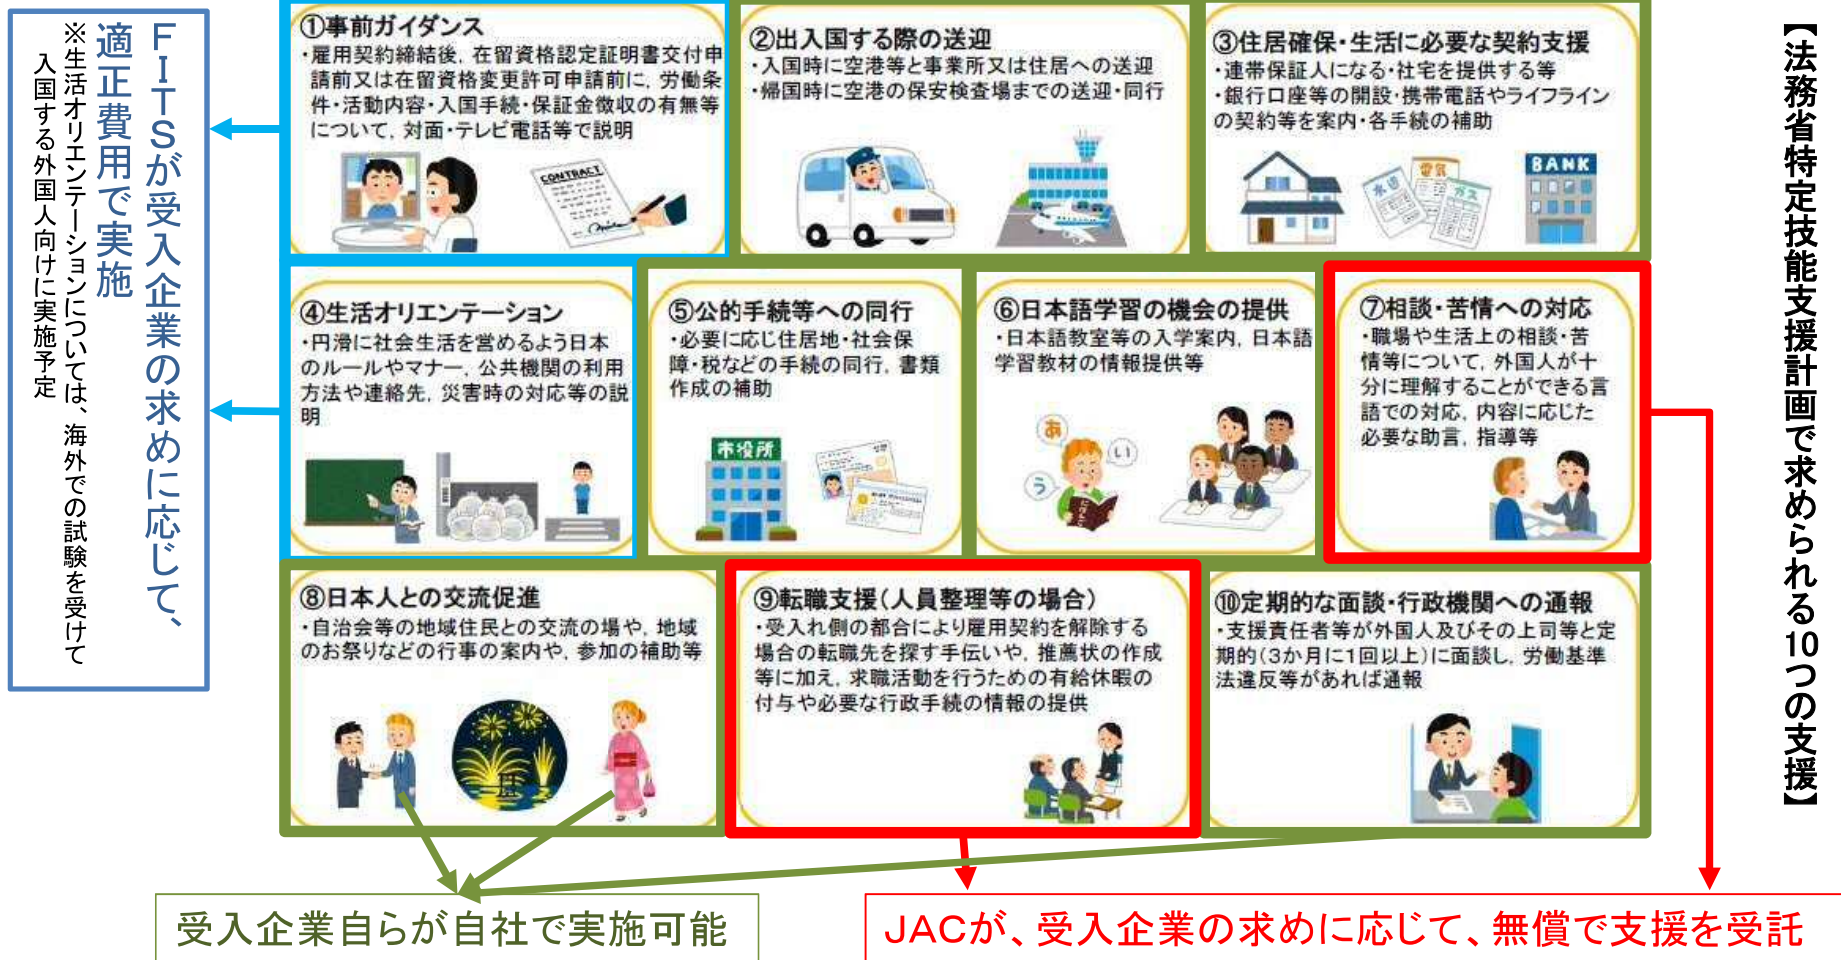 【法務省特定技能支援計画で求められる10つの支援】
FITSが受入企業の求めに応じて、
適正費用で実施
※生活オリエンテーションについては、海外での試験を受けて
入国する外国人向けに実施予定
①事前ガイダンス
・雇用契約締結後，在留資格認定証明書交付申
請前又は在留資格変更許可申請前に，労働条
件・活動内容・入国手続・保証金徴収の有無等
について，対面・テレビ電話等で説明
CONTRACT
②出入国する際の送迎
・入国時に空港等と事業所又は住居への送迎
・帰国時に空港の保安検査場までの送迎・同行
③住居確保・生活に必要な契約支援
・連帯保証人になる・社宅を提供する等
・銀行口座等の開設・携帯電話やライフライン
の契約等を案内・各手続の補助
水道
電気
ガス
BANK
④生活オリエンテーション
・円滑に社会生活を営めるよう日本
のルールやマナー，公共機関の利用
方法や連絡先，災害時の対応等の説
明
⑤公的手続等への同行
・必要に応じ住居地・社会保
障・税などの手続の同行，書類
作成の補助
市役所
⑥日本語学習の機会の提供
・日本語教室等の入学案内，日本語
学習教材の情報提供等
あ
い
う
⑦相談・苦情への対応
・職場や生活上の相談・苦
情等について，外国人が十
分に理解することができる言
語での対応，内容に応じた
必要な助言，指導等
⑧日本人との交流促進
・自治会等の地域住民との交流の場や，地域
のお祭りなどの行事の案内や，参加の補助等
⑨転職支援（人員整理等の場合）
・受入れ側の都合により雇用契約を解除する
場合の転職先を探す手伝いや，推薦状の作成
等に加え，求職活動を行うための有給休暇の
付与や必要な行政手続の情報の提供
⑩定期的な面談・行政機関への通報
・支援責任者等が外国人及びその上司等と定
期的（3か月に1回以上）に面談し，労働基準
法違反等があれば通報
受入企業自らが自社で実施可能
JACが、受入企業の求めに応じて、無償で支援を受託